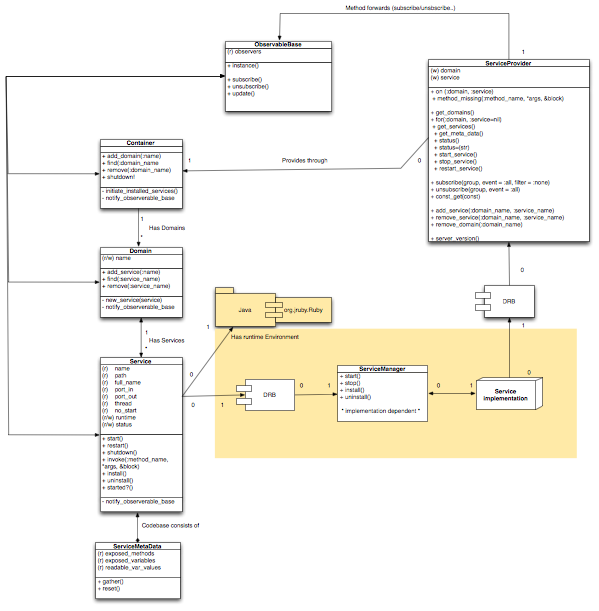 Method forwards (subscribe/unsbscribe..)
1
ObservableBase
(r) observers
+ instance()
+ subscribe()
+ unsubscribe()
+ update()
ServiceProvider
(w) domain
(w) service
+ on (:domain, :service)
+ method_missing(:method_name, *args, &block)
+ get_domains()
+ for(:domain, :service=nil)
+ get_services()
+ get_meta_data()
+ status()
+ status=(str)
+ start_service()
+ stop_service()
+ restart_service()
+ subscribe(group, event = :all, filter = :none)
+ unsubscribe(group, event = :all)
+ const_get(const)
+ add_service(:domain_name, :service_name)
+ remove_service(:domain_name, :service_name)
+ remove_domain(:domain_name)
+ server_version()
Container
+ add_domain(:name)
+ find(:domain_name
+ remove(:domain_name)
+ shutdown!
- initiate_installed_services()
- notify_observable_base
1
Provides through
0
1
Has Domains
*
Domain
(r/w) name
+ add_service(:name)
+ find(:service_name)
+ remove(:service_name)
- new_service(service)
- notify_observable_base
1
Has Services
*
0
DRB
1
Java
org.jruby.Ruby
1
Has runtime Environment
Service
(r) name
(r) path
(r) full_name
(r) port_in
(r) port_out
(r) thread
(r) no_start
(r/w) runtime
(r/w) status
+ start()
+ restart()
+ shutdown()
+ invoke(:method_name,
*args, &block)
+ install()
+ uninstall()
+ started?()
- notify_observable_base
0
0
1
DRB
0
1
ServiceManager
+ start()
+ stop()
+ install()
+ uninstall()
* implementation dependent *
0
1
0
Service
implementation
Codebase consists of
ServiceMetaData
(r) exposed_methods
(r) exposed_variables
(r) readable_var_values
+ gather()
+ reset()